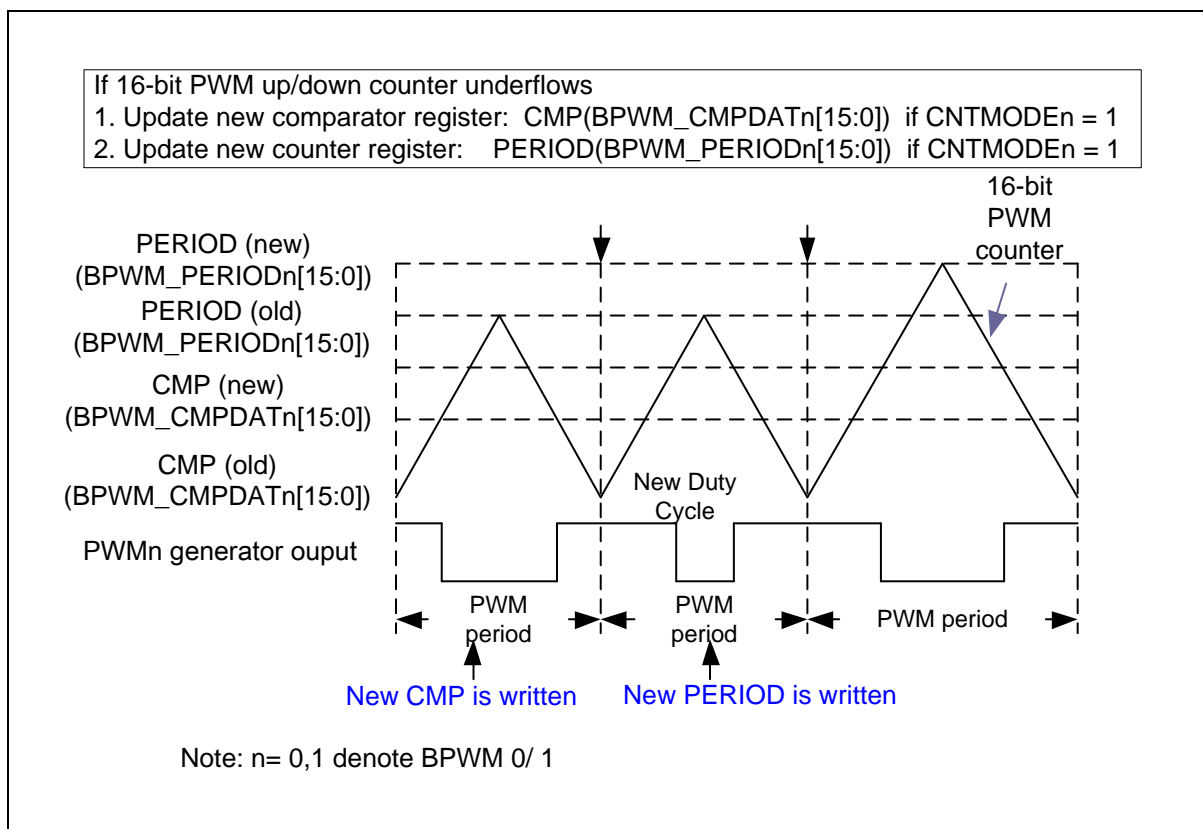 If 16-bit PWM up/down counter underflows
1. Update new comparator register: CMP(BPWM_CMPDATn[15:0]) if CNTMODEn = 1
2. Update new counter register: PERIOD(BPWM_PERIODn[15:0]) if CNTMODEn = 1
16-bit
PWM
counter
PERIOD (new)
(BPWM_PERIODn[15:0])
PERIOD (old)
(BPWM_PERIODn[15:0])
CMP (new)
(BPWM_CMPDATn[15:0])
CMP (old)
(BPWM_CMPDATn[15:0])
New Duty
Cycle
PWMn generator ouput
PWM
period
PWM
period
PWM period
New CMP is written
New PERIOD is written
Note: n= 0,1 denote BPWM 0/ 1